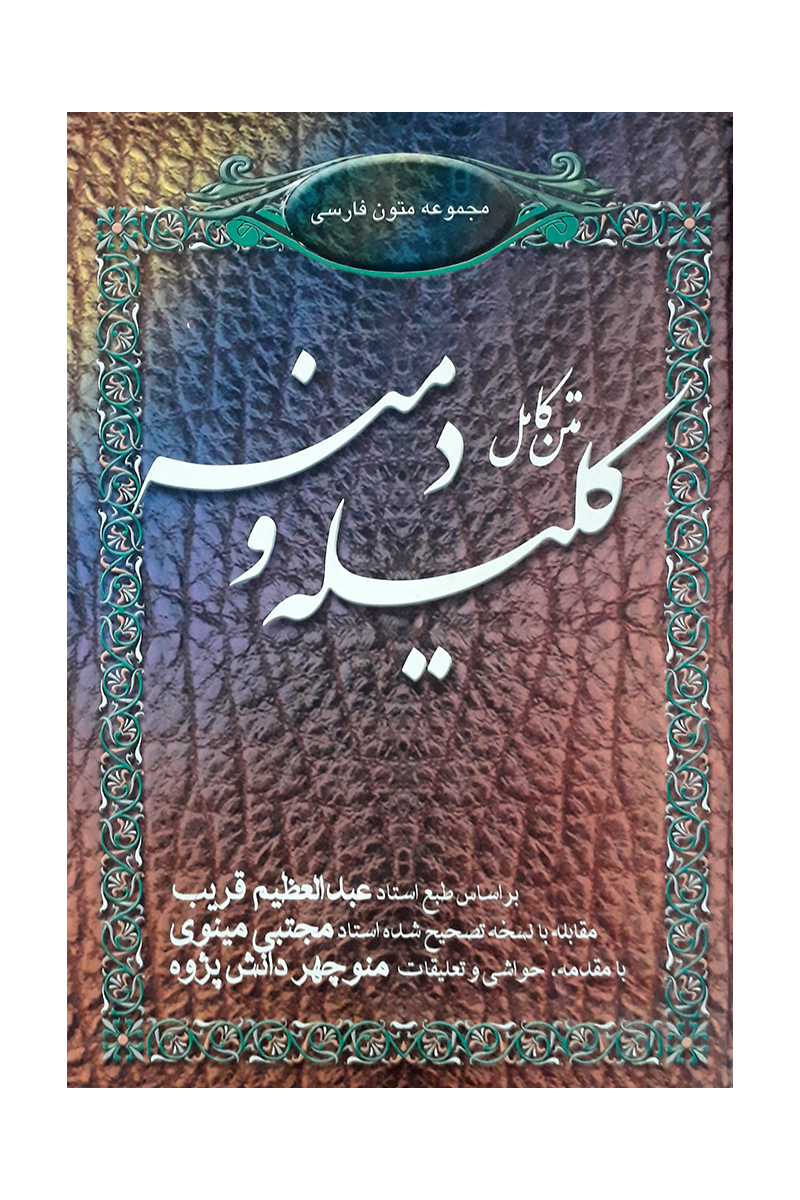 مجموعه متون فارسی
متن کامل
کلیله و دمنه
بر اساس طبع استاد عبدالعظیم قریب
مقابله با نسخه تصحیح شده استاد مجتبی مینوی
با مقدمه، حواشی و تعلیقات منوچهر دانش پژوه